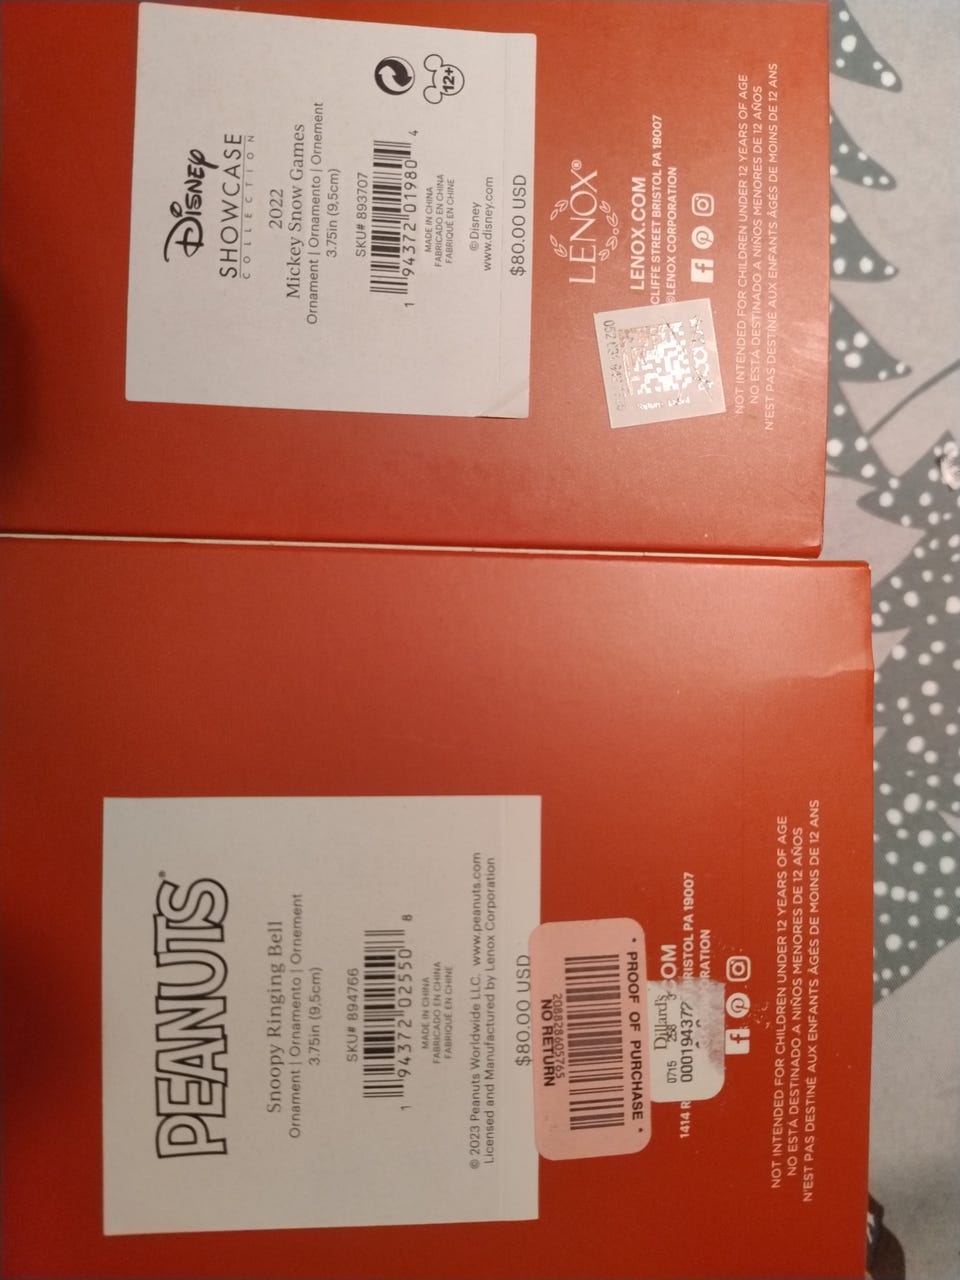 Disney
SHOWCASE
COLLECTION
2022
Mickey Snow Games
Ornament | Ornamento | Ornement
3.75in (9,5cm)
SKU# 893707
1 94372 01980 4
MADE IN CHINA
FABRICADO EN CHINA
FABRIQUÉ EN CHINE
12+
© Disney
www.disney.com
$80.00 USD
LENOX®
LENOX.COM
CLIFFE STREET BRISTOL PA 19007
©LENOX CORPORATION
NOT INTENDED FOR CHILDREN UNDER 12 YEARS OF AGE
NO ESTÁ DESTINADO A NIÑOS MENORES DE 12 AÑOS
N'EST PAS DESTINÉ AUX ENFANTS ÂGÉS DE MOINS DE 12 ANS
PEANUTS®
Snoopy Ringing Bell
Ornament | Ornamento | Ornement
3.75in (9,5cm)
SKU# 894766
1 94372 02550 8
MADE IN CHINA
FABRICADO EN CHINA
FABRIQUÉ EN CHINE
© 2023 Peanuts Worldwide LLC. www.peanuts.com
Licensed and Manufactured by Lenox Corporation
$80.00 USD
NO RETURN
* PROOF OF PURCHASE *
Dillard's
0715 258
000194372
OM
1414 R RISTOL PA 19007
RATION
NOT INTENDED FOR CHILDREN UNDER 12 YEARS OF AGE
NO ESTÁ DESTINADO A NIÑOS MENORES DE 12 AÑOS
N'EST PAS DESTINÉ AUX ENFANTS ÂGÉS DE MOINS DE 12 ANS